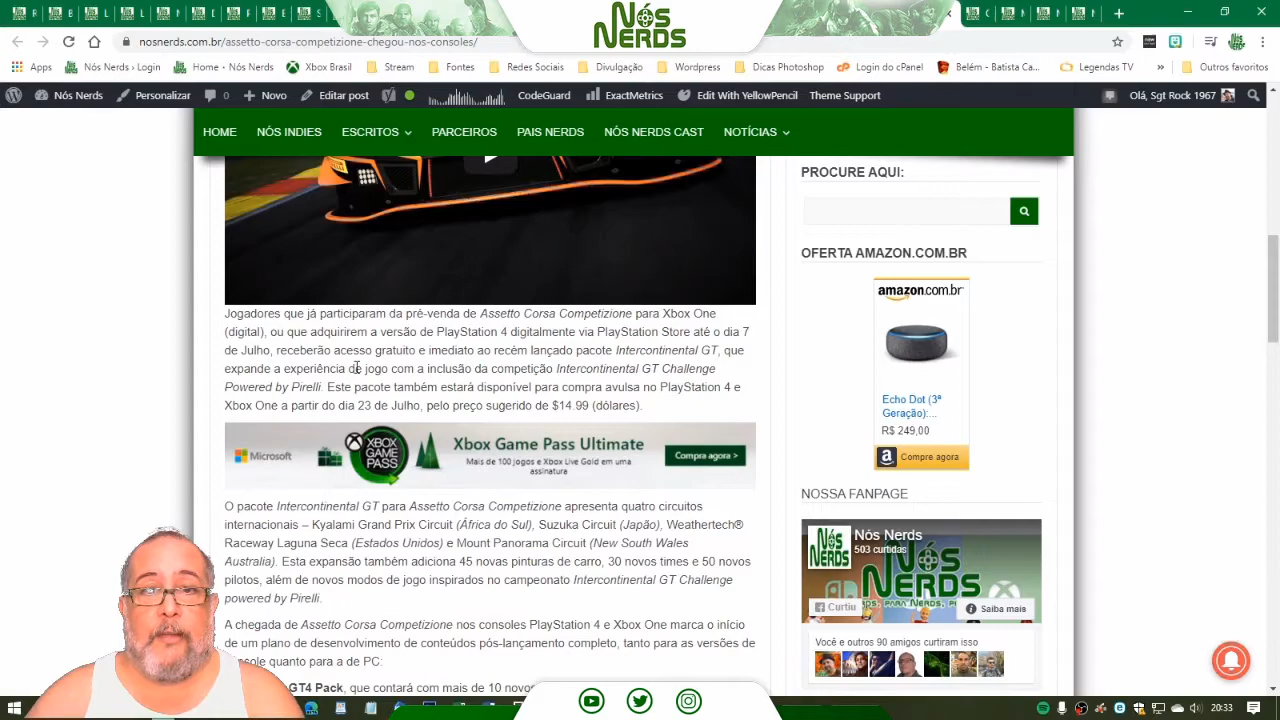 NÓS NERDS
nosnerds.com.br/assetto-corsa-competizione-chegou-nos-consoles/
Apps
Nós Nerds › Login
Home • Nós Nerds
Xbox Brasil
Stream
Fontes
Redes Sociais
Divulgação
Wordpress
Dicas Photoshop
Login do cPanel
Belém - Batista Ca...
Legendas TV
»
Outros favoritos
Nós Nerds
Personalizar
0
Novo
Editar post
CodeGuard
ExactMetrics
Edit With WPLovePencil
Theme Support
Olá, Sgt Rock 1967
HOME
NÓS INDIES
ESCRITOS
PARCEIROS
PAIS NERDS
NÓS NERDS CAST
NOTÍCIAS
PROCURE AQUI:
OFERTA AMAZON.COM.BR
amazon.com.br
Echo Dot (3ª
Geração):...
R$ 249,00
Compre agora
Jogadores que já participaram da pré-venda de Assetto Corsa Competizione para Xbox One
(digital), ou que adquirirem a versão de PlayStation 4 digitalmente via PlayStation Store até o dia 7
de Julho, receberão acesso gratuito e imediato ao recém lançado pacote Intercontinental GT, que
expande a experiência de jogo com a inclusão da competição Intercontinental GT Challenge
Powered by Pirelli. Este pacote também estará disponível para compra avulsa no PlayStation 4 e
Xbox One a partir do dia 23 de Julho, pelo preço sugerido de $14.99 (dólares).
Microsoft
XBOX
GAME
PASS
Xbox Game Pass Ultimate
Mais de 100 jogos e Xbox Live Gold em uma
assinatura
Compre agora >
O pacote Intercontinental GT para Assetto Corsa Competizione apresenta quatro circuitos
internacionais – Kyalami Grand Prix Circuit (África do Sul), Suzuka Circuit (Japão), Weathertech®
Raceway Laguna Seca (Estados Unidos) e Mount Panorama Circuit (New South Wales
Australia). Esta expansão também adiciona 45 novas pinturas de carro, 30 novos times e 50 novos
pilotos, além de novos modos de jogo inspirados no campeonato Intercontinental GT Challenge
powered by Pirelli.
A chegada de Assetto Corsa Competizione nos consoles PlayStation 4 e Xbox One marca o início
de um plano de desenvolvimento de conteúdos pós-lançamento completo, tanto para as versões de
quanto para a de PC:
GT4 Pack, que contará com mais de 10 novos
NOSSA FANPAGE
NÓS NERDS
Nós Nerds
503 curtidas
NÓS NERDS
Curtiu
Saiba mais
Você e outros 90 amigos curtiram isso
20:33